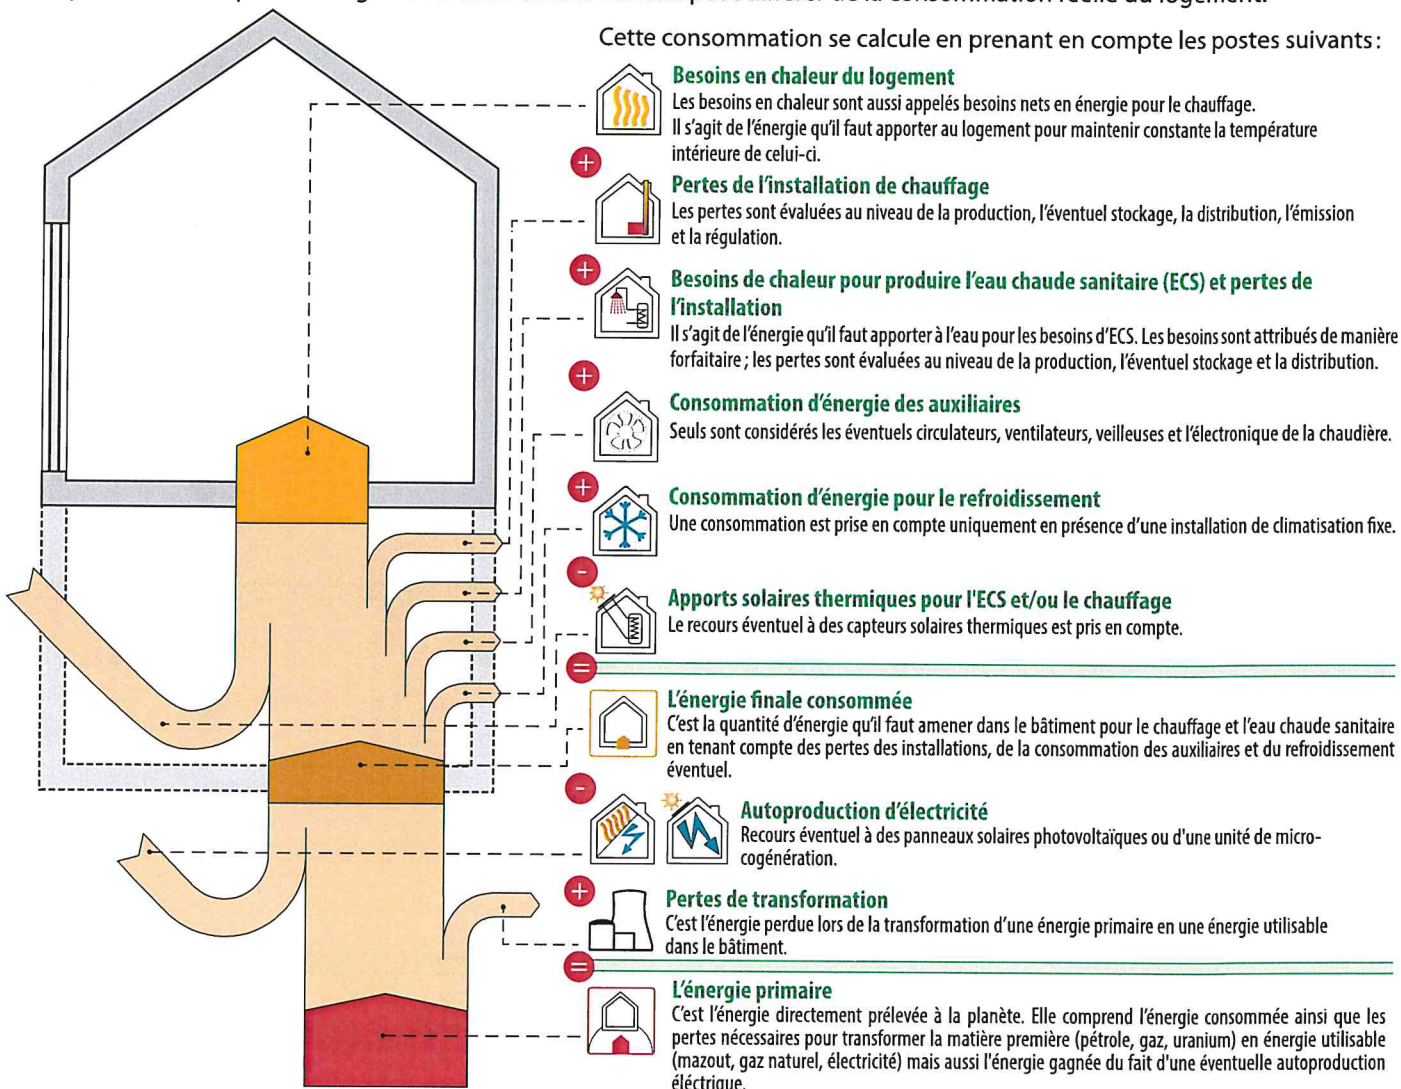 Cette consommation se calcule en prenant en compte les postes suivants :
Besoins en chaleur du logement
Les besoins en chaleur sont aussi appelés besoins nets en énergie pour le chauffage.
Il s'agit de l'énergie qu'il faut apporter au logement pour maintenir constante la température
intérieure de celui-ci.
+
Pertes de l'installation de chauffage
Les pertes sont évaluées au niveau de la production, l'éventuel stockage, la distribution, l'émission
et la régulation.
+
Besoins de chaleur pour produire l'eau chaude sanitaire (ECS) et pertes de
l'installation
Il s'agit de l'énergie qu'il faut apporter à l'eau pour les besoins d'ECS. Les besoins sont attribués de manière
forfaitaire ; les pertes sont évaluées au niveau de la production, l'éventuel stockage et la distribution.
+
Consommation d'énergie des auxiliaires
Seuls sont considérés les éventuels circulateurs, ventilateurs, veilleuses et l'électronique de la chaudière.
+
Consommation d'énergie pour le refroidissement
Une consommation est prise en compte uniquement en présence d'une installation de climatisation fixe.
-
Apports solaires thermiques pour l'ECS et/ou le chauffage
Le recours éventuel à des capteurs solaires thermiques est pris en compte.
=
L'énergie finale consommée
C'est la quantité d'énergie qu'il faut amener dans le bâtiment pour le chauffage et l'eau chaude sanitaire
en tenant compte des pertes des installations, de la consommation des auxiliaires et du refroidissement
éventuel.
-
Autoproduction d'électricité
Recours éventuel à des panneaux solaires photovoltaïques ou d'une unité de micro-
cogénération.
+
Pertes de transformation
C'est l'énergie perdue lors de la transformation d'une énergie primaire en une énergie utilisable
dans le bâtiment.
=
L'énergie primaire
C'est l'énergie directement prélevée à la planète. Elle comprend l'énergie consommée ainsi que les
pertes nécessaires pour transformer la matière première (pétrole, gaz, uranium) en énergie utilisable
(mazout, gaz naturel, électricité) mais aussi l'énergie gagnée du fait d'une éventuelle autoproduction
éléctrique.